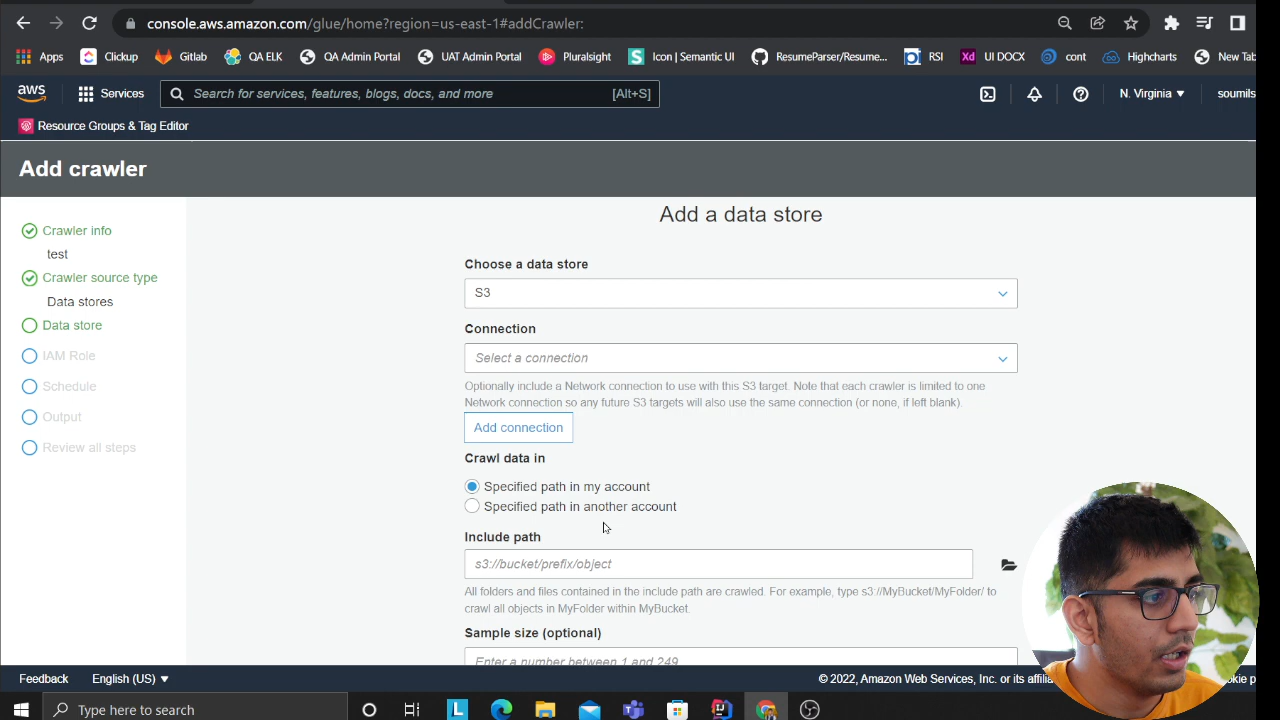 console.aws.amazon.com/glue/home?region=us-east-1#addCrawler:
Apps Clickup Gitlab QA ELK QA Admin Portal UAT Admin Portal Pluralsight Icon | Semantic UI ResumeParser/Resume... RSI UI DOCX cont Highcharts New Tab
aws Services Search for services, features, blogs, docs, and more [Alt+S] N. Virginia ▼ soumils
Resource Groups & Tag Editor
Add crawler
Crawler info
test
Crawler source type
Data stores
Data store
IAM Role
Schedule
Output
Review all steps
Add a data store
Choose a data store
S3
Connection
Select a connection
Optionally include a Network connection to use with this S3 target. Note that each crawler is limited to one
Network connection so any future S3 targets will also use the same connection (or none, if left blank).
Add connection
Crawl data in
Specified path in my account
Specified path in another account
Include path
s3://bucket/prefix/object
All folders and files contained in the include path are crawled. For example, type s3://MyBucket/MyFolder/ to
crawl all objects in MyFolder within MyBucket.
Sample size (optional)
Enter a number between 1 and 249
Feedback English (US) ▼ © 2022, Amazon Web Services, Inc. or its affilia
Type here to search